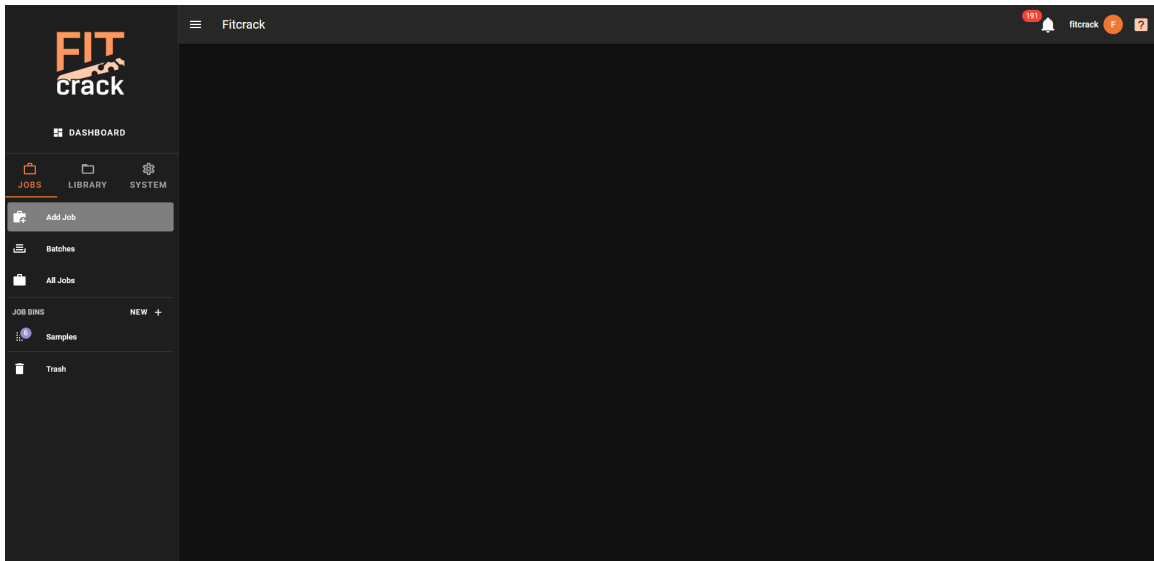 FIT
crack
DASHBOARD
JOBS LIBRARY SYSTEM
Add Job
Batches
All Jobs
JOB BINS NEW +
6
Samples
Trash
Fitcrack
191
fitcrack F ?